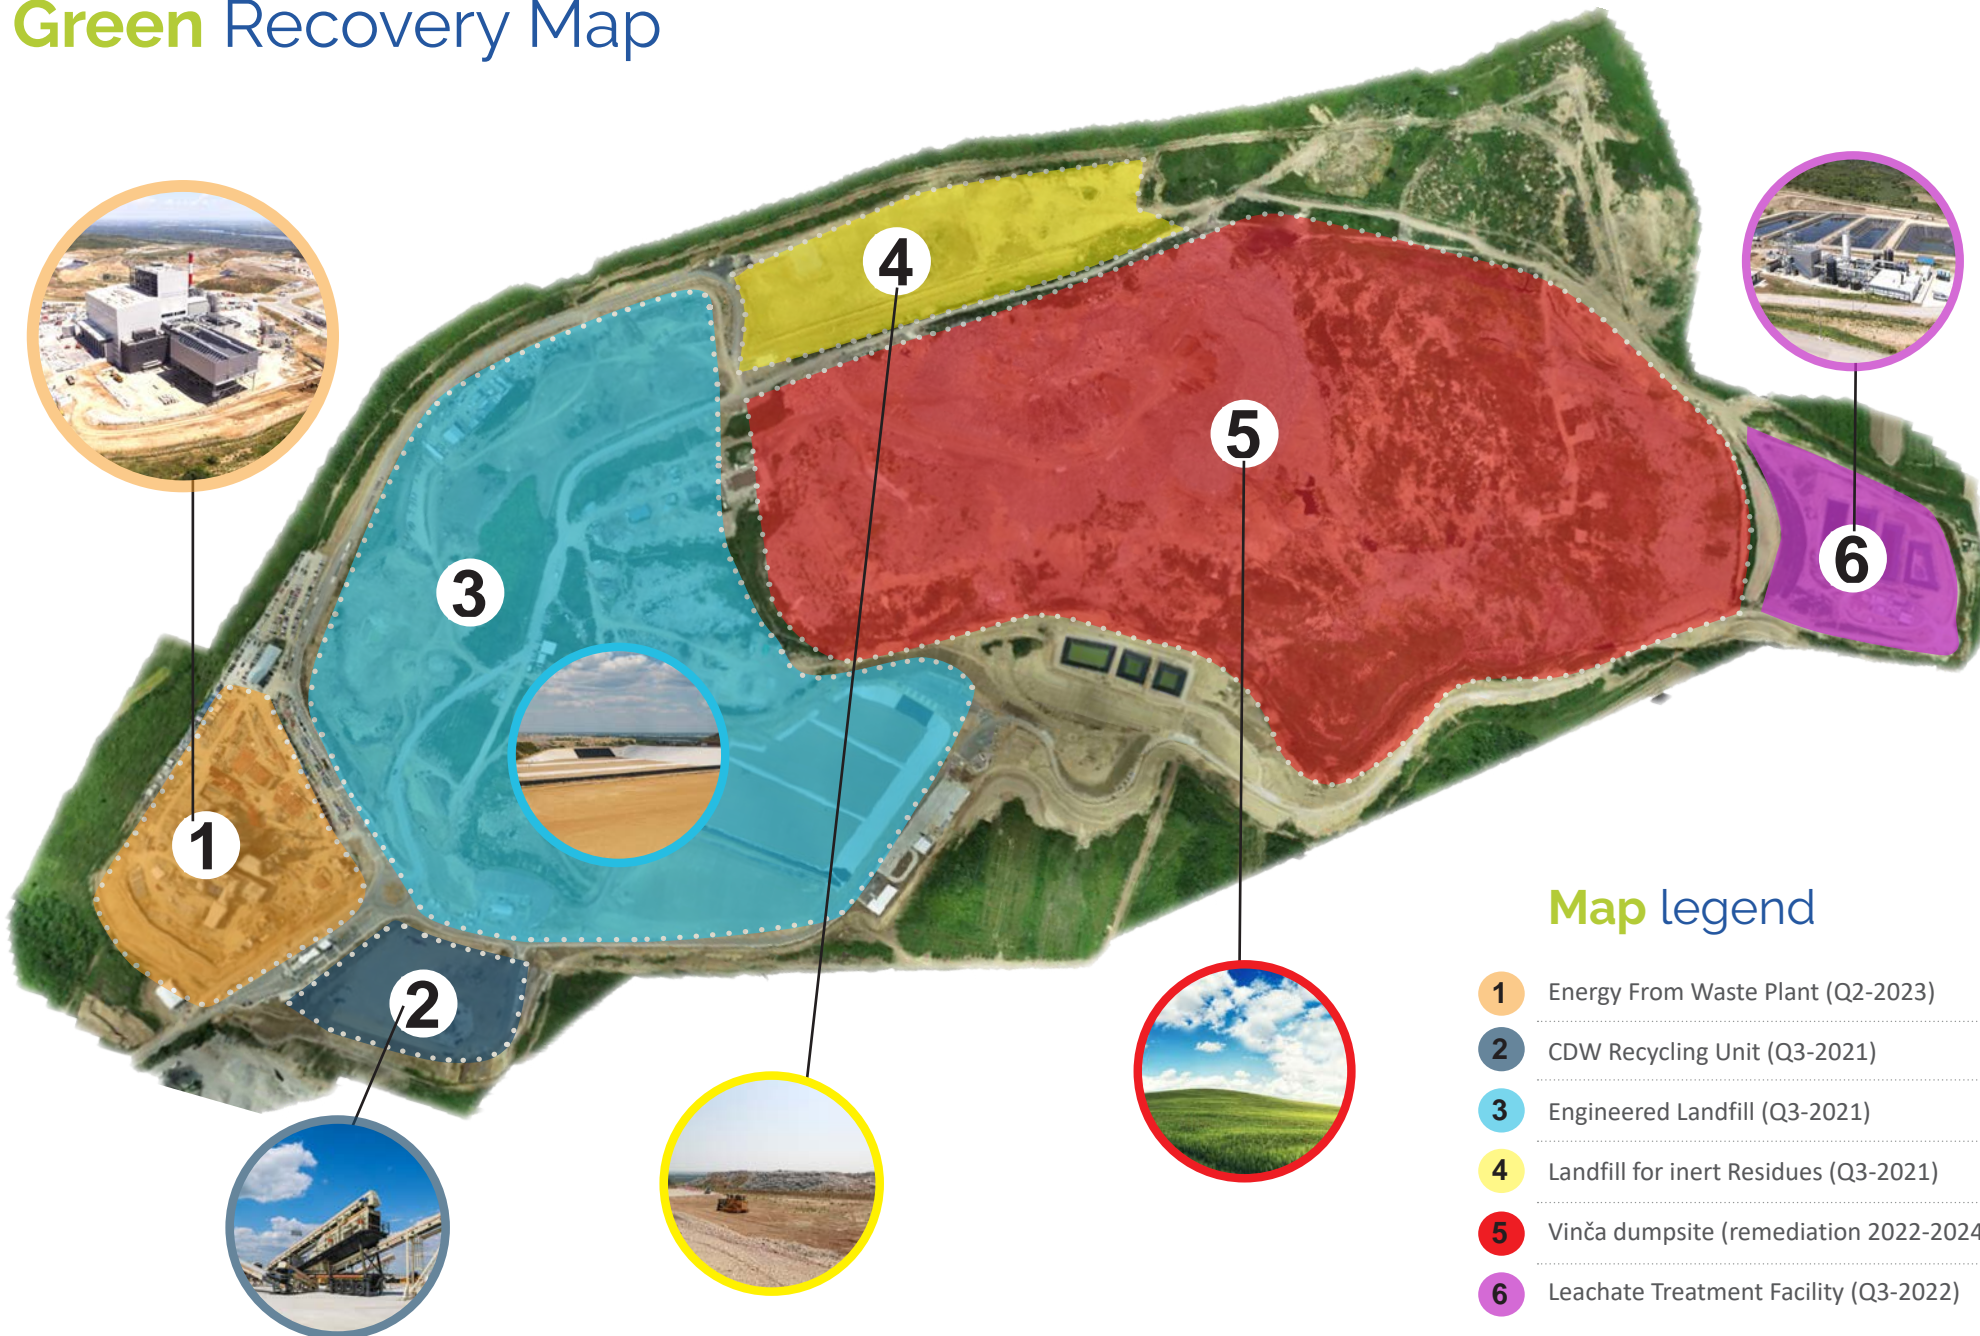 Green Recovery Map
4
5
3
6
1
2
Map legend
1 Energy From Waste Plant (Q2-2023)
2 CDW Recycling Unit (Q3-2021)
3 Engineered Landfill (Q3-2021)
4 Landfill for inert Residues (Q3-2021)
5 Vinča dumpsite (remediation 2022-2024
6 Leachate Treatment Facility (Q3-2022)